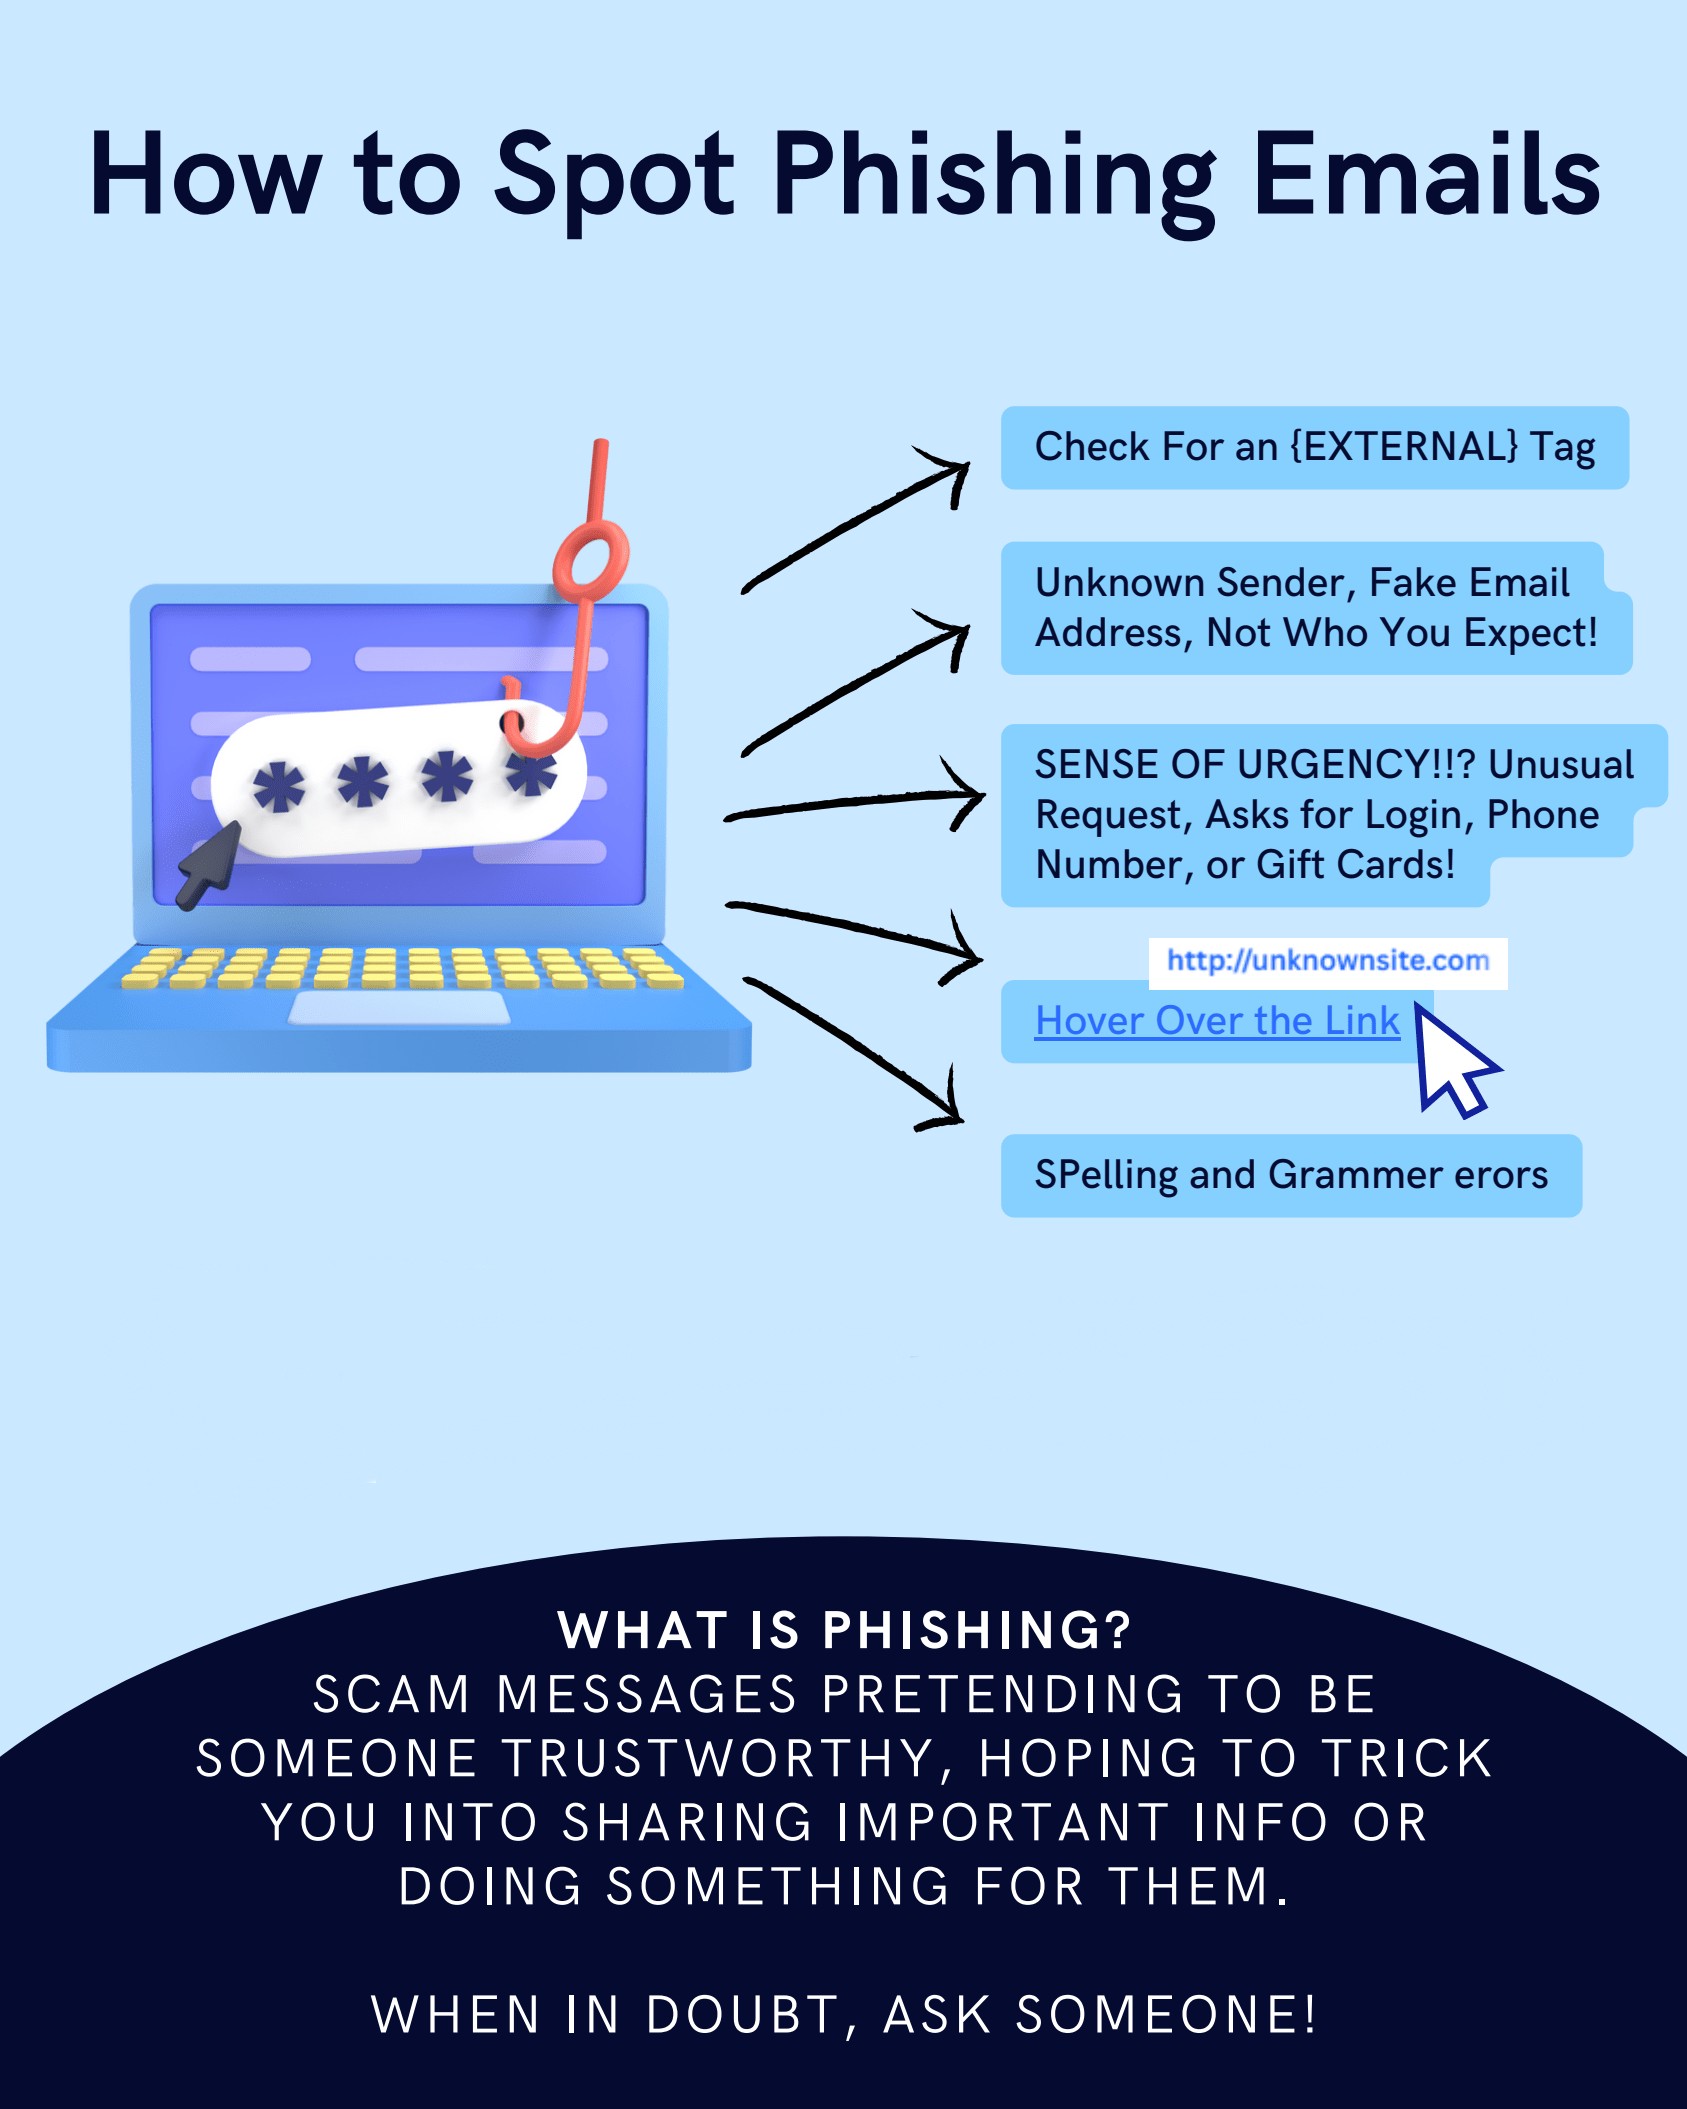 How to Spot Phishing Emails
Check For an {EXTERNAL} Tag
Unknown Sender, Fake Email
Address, Not Who You Expect!
SENSE OF URGENCY!!? Unusual
Request, Asks for Login, Phone
Number, or Gift Cards!
http://unknownsite.com
Hover Over the Link
SPelling and Grammer erors
WHAT IS PHISHING?
SCAM MESSAGES PRETENDING TO BE
SOMEONE TRUSTWORTHY, HOPING TO TRICK
YOU INTO SHARING IMPORTANT INFO OR
DOING SOMETHING FOR THEM.
WHEN IN DOUBT, ASK SOMEONE!